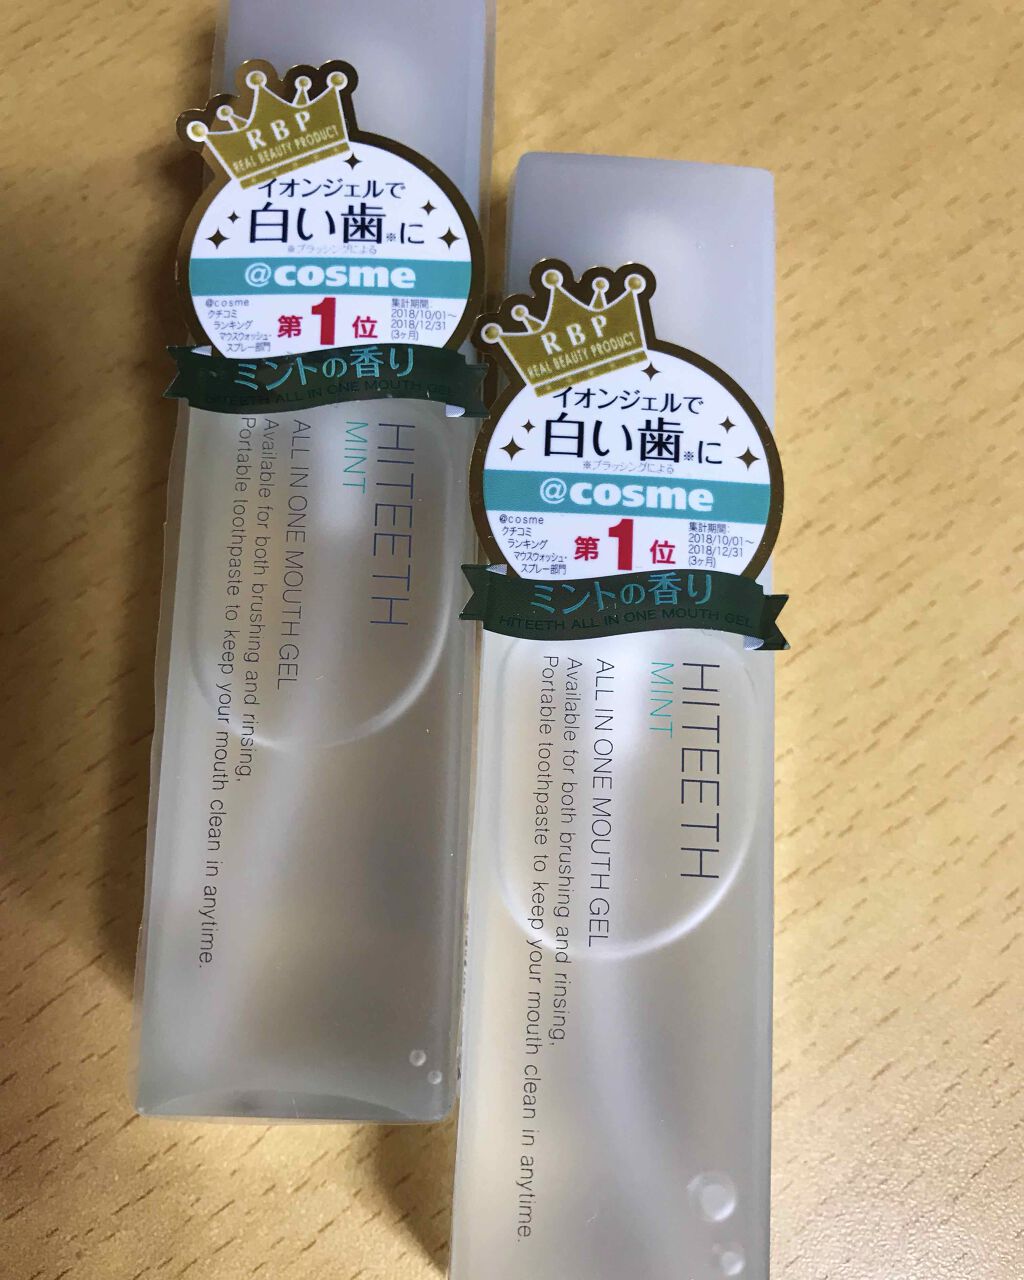 RBP
REAL BEAUTY PRODUCT
イオンジェルで
白い歯※に
※ブラッシングによる
@cosme
@cosme
クチコミ
ランキング
マウスウォッシュ・
スプレー部門
第1位
集計期間:
2018/10/01～
2018/12/31
(3ヶ月)
ミントの香り
HITEETH ALL IN ONE MOUTH GEL
HITEETH
MINT
ALL IN ONE MOUTH GEL
Available for both brushing and rinsing,
Portable toothpaste to keep your mouth clean in anytime.
RBP
REAL BEAUTY PRODUCT
イオンジェルで
白い歯※に
※ブラッシングによる
@cosme
@cosme
クチコミ
ランキング
マウスウォッシュ・
スプレー部門
第1位
集計期間:
2018/10/01～
2018/12/31
(3ヶ月)
ミントの香り
HITEETH ALL IN ONE MOUTH GEL
HITEETH
MINT
ALL IN ONE MOUTH GEL
Available for both brushing and rinsing,
Portable toothpaste to keep your mouth clean in anytime.